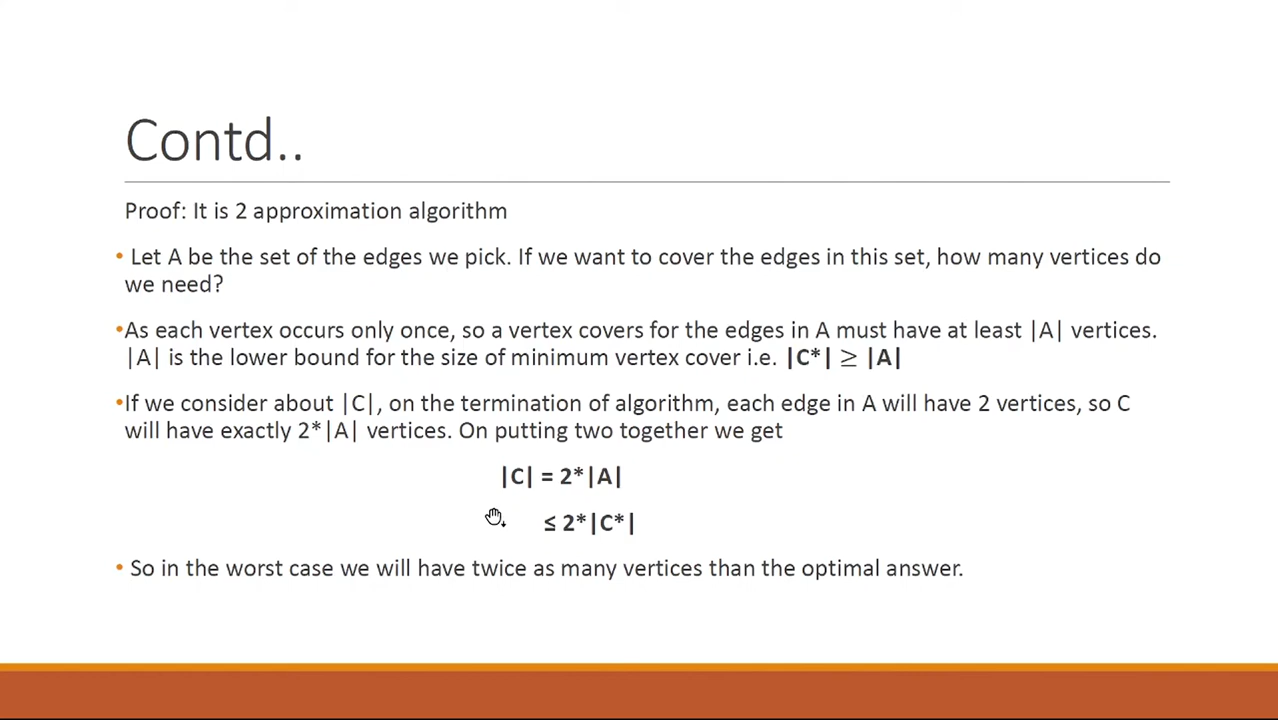 Contd..
Proof: It is 2 approximation algorithm
• Let A be the set of the edges we pick. If we want to cover the edges in this set, how many vertices do
we need?
•As each vertex occurs only once, so a vertex covers for the edges in A must have at least |A| vertices.
|A| is the lower bound for the size of minimum vertex cover i.e. |C*| ≥ |A|
•If we consider about |C|, on the termination of algorithm, each edge in A will have 2 vertices, so C
will have exactly 2*|A| vertices. On putting two together we get
|C| = 2*|A|
≤ 2*|C*|
• So in the worst case we will have twice as many vertices than the optimal answer.